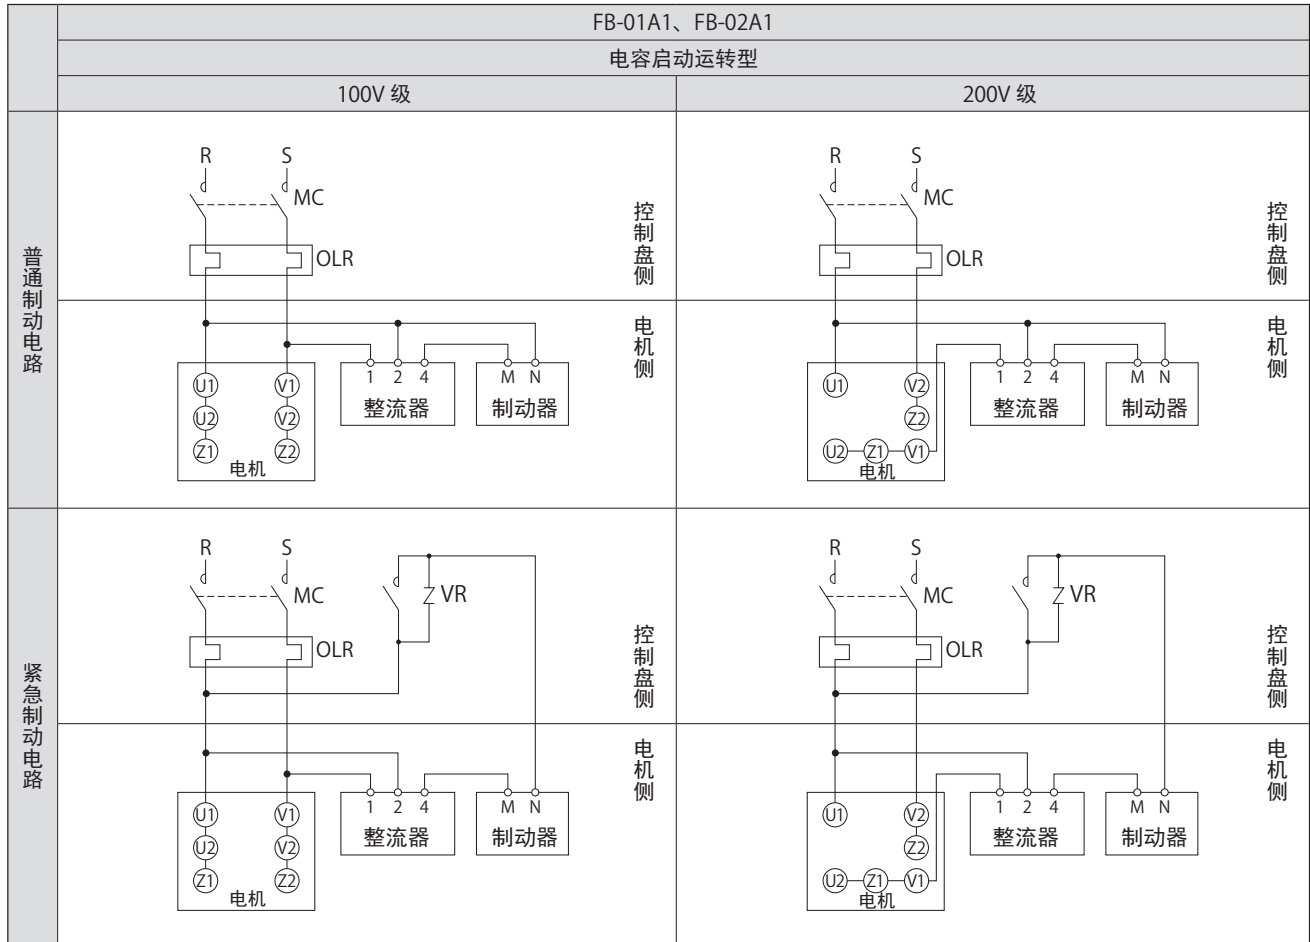 FB-01A1、FB-02A1
电容启动运转型
100V 级
200V 级
普通制动电路
R S
MC
OLR
控制盘侧
电机侧
U1 V1
U2 V2
Z1 Z2
电机
1 2 4
整流器
M N
制动器
R S
MC
OLR
控制盘侧
电机侧
U1 V2
Z2
U2 Z1 V1
电机
1 2 4
整流器
M N
制动器
紧急制动电路
R S
MC
VR
OLR
控制盘侧
电机侧
U1 V1
U2 V2
Z1 Z2
电机
1 2 4
整流器
M N
制动器
R S
MC
VR
OLR
控制盘侧
电机侧
U1 V2
Z2
U2 Z1 V1
电机
1 2 4
整流器
M N
制动器